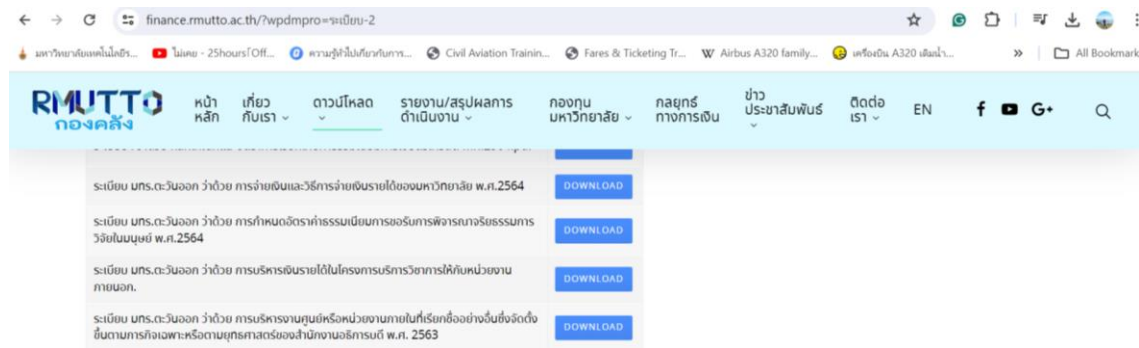 finance.rmutto.ac.th/?wpdmpro=ระเบียบ-2
มหาวิทยาลัยเทคโนโลยีร... ไม่เคย - 25hours「Off... ความรู้ทั่วไปเกี่ยวกับการ... Civil Aviation Trainin... Fares & Ticketing Tr... Airbus A320 family... เครื่องบิน A320 เติมน้ำ... » All Bookmark
RMUTTO
กองคลัง
หน้า
หลัก
เกี่ยว
กับเรา
ดาวน์โหลด
รายงาน/สรุปผลการ
ดำเนินงาน
กองทุน
มหาวิทยาลัย
กลยุทธ์
ทางการเงิน
ข่าว
ประชาสัมพันธ์
ติดต่อ
เรา
EN
f G+
ระเบียบ มทร.ตะวันออก ว่าด้วย การจ่ายเงินและวิธีการจ่ายเงินรายได้ของมหาวิทยาลัย พ.ศ.2564 DOWNLOAD
ระเบียบ มทร.ตะวันออก ว่าด้วย การกำหนดอัตราค่าธรรมเนียมการขอรับการพิจารณาจริยธรรมการ
วิจัยในมนุษย์ พ.ศ.2564 DOWNLOAD
ระเบียบ มทร.ตะวันออก ว่าด้วย การบริหารเงินรายได้ในโครงการบริการวิชาการให้กับหน่วยงาน
ภายนอก. DOWNLOAD
ระเบียบ มทร.ตะวันออก ว่าด้วย การบริหารงานศูนย์หรือหน่วยงานภายในที่เรียกชื่ออย่างอื่นซึ่งจัดตั้ง
ขึ้นตามภารกิจเฉพาะหรือตามยุทธศาสตร์ของสำนักงานอธิการบดี พ.ศ. 2563 DOWNLOAD